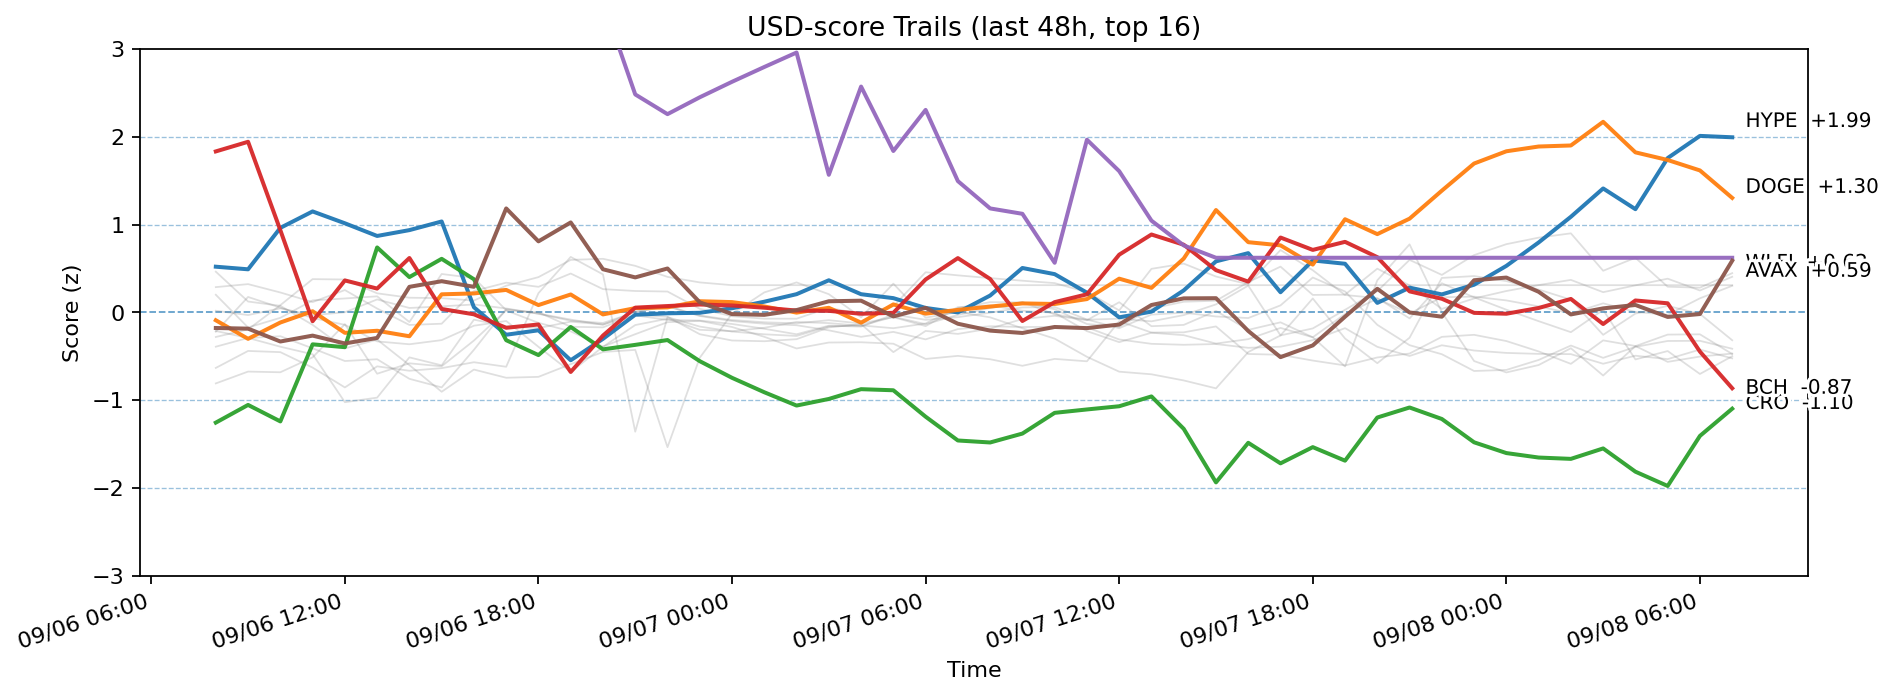 USD-score Trails (last 48h, top 16)
Score (z)
3
2
1
0
−1
−2
−3
HYPE +1.99
DOGE +1.30
AVAX +0.59
BCH -0.87
CRO -1.10
09/06 06:00
09/06 12:00
09/06 18:00
09/07 00:00
09/07 06:00
09/07 12:00
09/07 18:00
09/08 00:00
09/08 06:00
Time